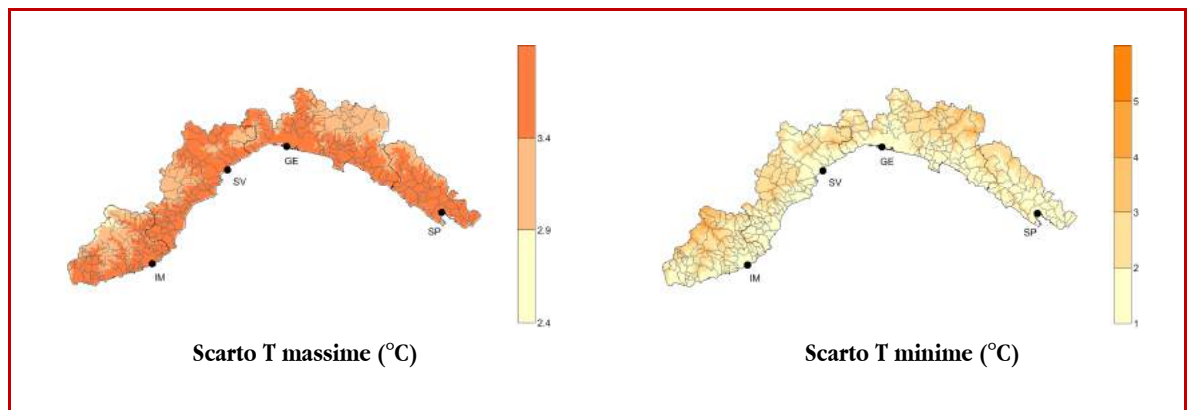 3.4
GE
SV
2.9
SP
IM
2.4
Scarto T massime (°C)
5
4
GE
SV
3
SP
2
IM
1
Scarto T minime (°C)